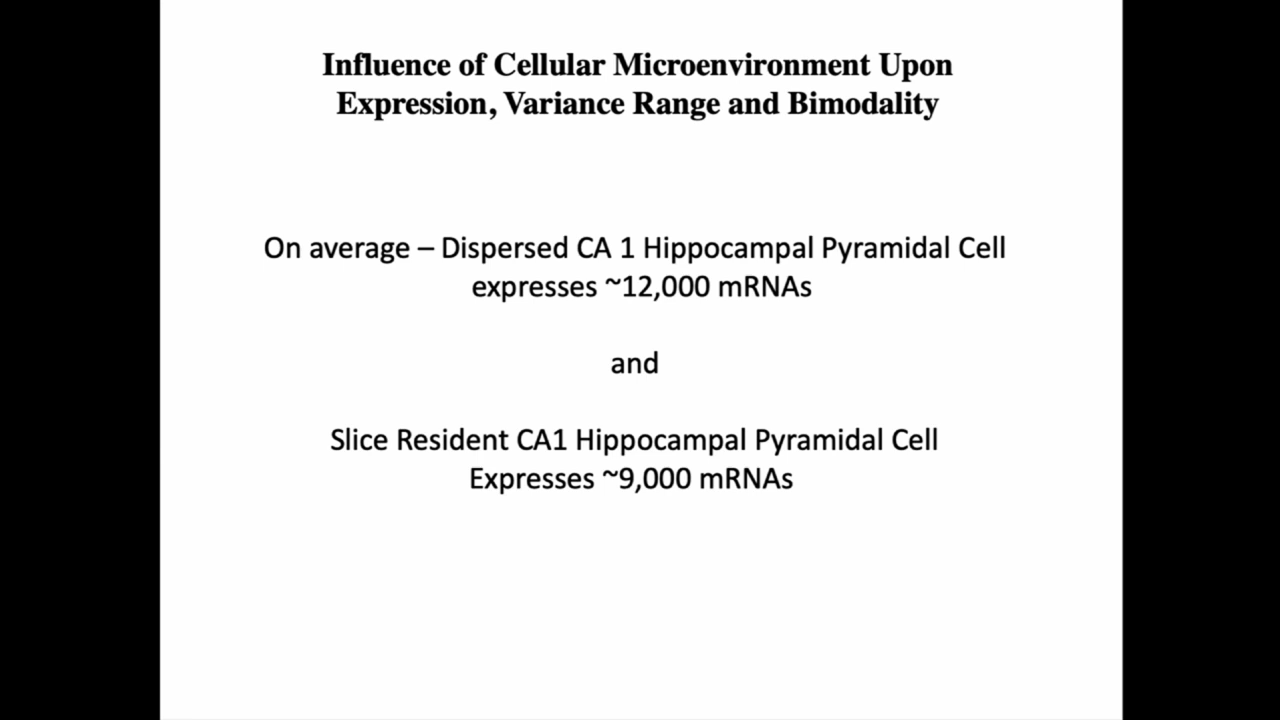 Influence of Cellular Microenvironment Upon
Expression, Variance Range and Bimodality
On average – Dispersed CA 1 Hippocampal Pyramidal Cell
expresses ~12,000 mRNAs
and
Slice Resident CA1 Hippocampal Pyramidal Cell
Expresses ~9,000 mRNAs